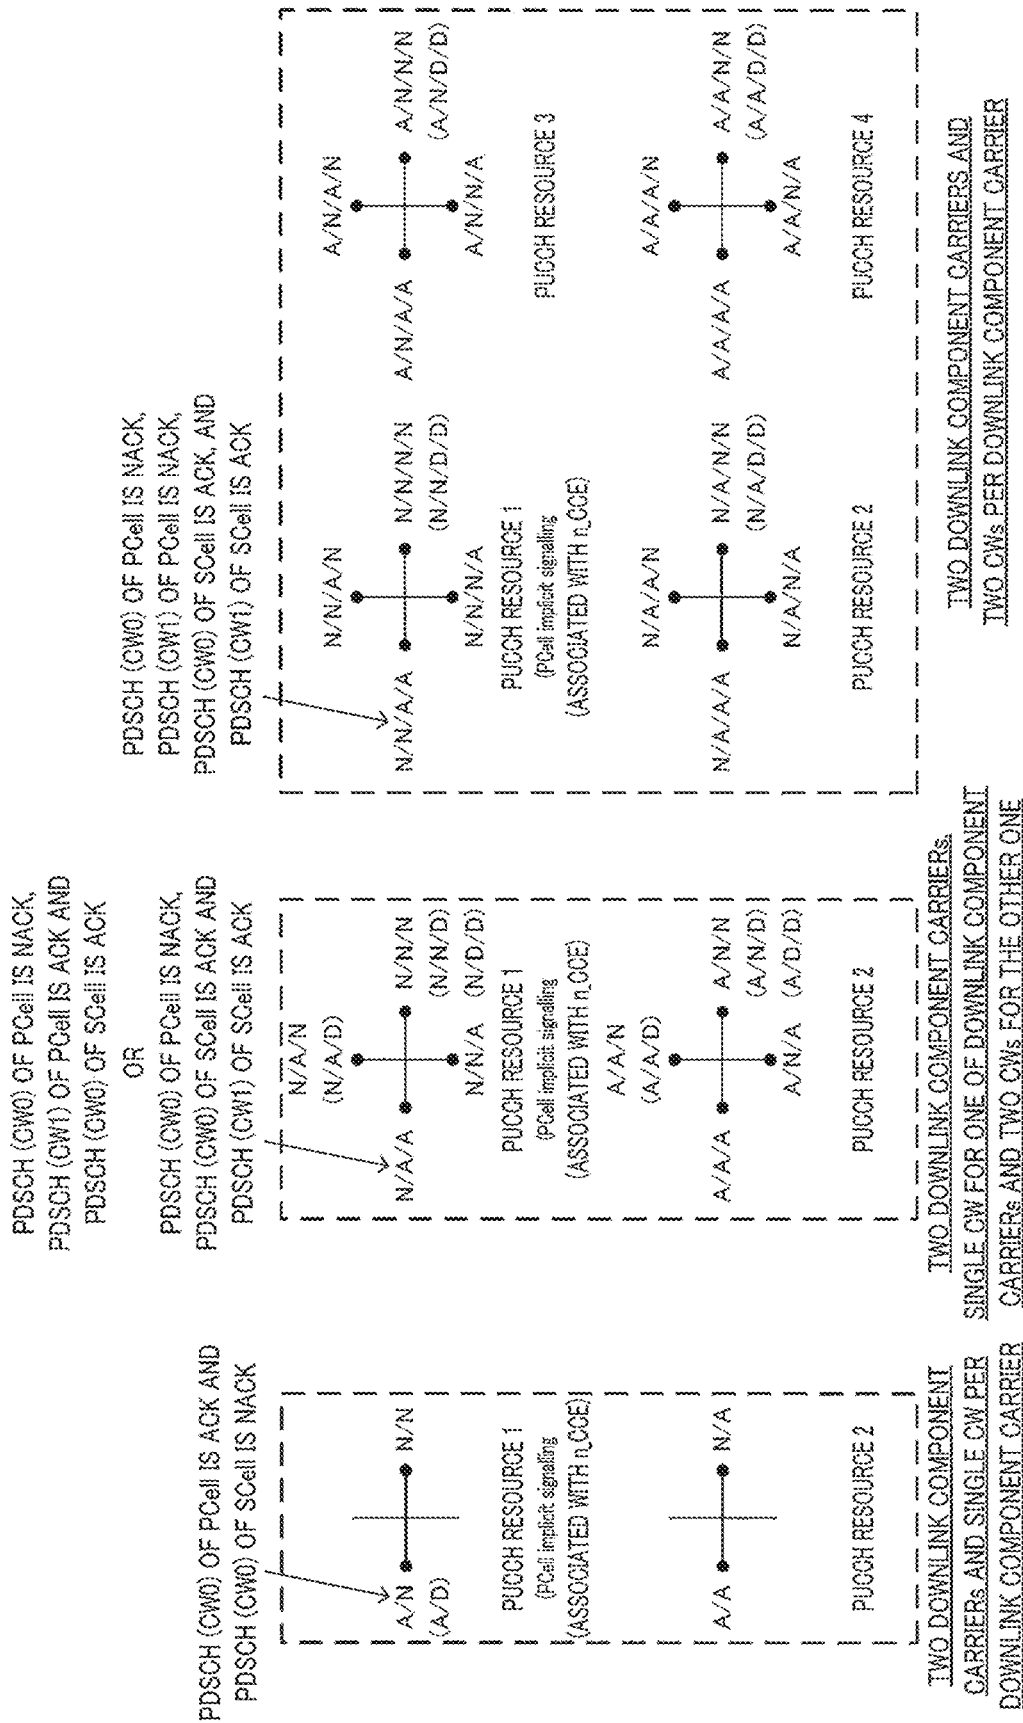 PDSCH (CW0) OF PCell IS ACK AND
PDSCH (CW0) OF SCell IS NACK
A/N
(A/D)
N/N
PUCCH RESOURCE 1
(PCell implicit signalling
(ASSOCIATED WITH n_CCE)
A/A
N/A
PUCCH RESOURCE 2
TWO DOWNLINK COMPONENT
CARRIERs AND SINGLE CW PER
DOWNLINK COMPONENT CARRIER
PDSCH (CW0) OF PCell IS NACK,
PDSCH (CW1) OF PCell IS ACK AND
PDSCH (CW0) OF SCell IS ACK
OR
PDSCH (CW0) OF PCell IS NACK,
PDSCH (CW0) OF SCell IS ACK AND
PDSCH (CW1) OF SCell IS ACK
N/A/N
(N/A/D)
N/A/A
N/N/N
(N/N/D)
(N/D/D)
N/N/A
PUCCH RESOURCE 1
(PCell implicit signalling
(ASSOCIATED WITH n_CCE)
A/A/N
(A/A/D)
A/A/A
A/N/N
(A/N/D)
(A/D/D)
A/N/A
PUCCH RESOURCE 2
TWO DOWNLINK COMPONENT CARRIERs,
SINGLE CW FOR ONE OF DOWNLINK COMPONENT
CARRIERs AND TWO CWs FOR THE OTHER ONE
PDSCH (CW0) OF PCell IS NACK,
PDSCH (CW1) OF PCell IS NACK,
PDSCH (CW0) OF SCell IS ACK, AND
PDSCH (CW1) OF SCell IS ACK
N/N/A/N
N/N/A/A
N/N/N/N
(N/N/D/D)
N/N/N/A
PUCCH RESOURCE 1
(PCell implicit signalling
(ASSOCIATED WITH n_CCE)
A/N/A/N
A/N/A/A
A/N/N/N
(A/N/D/D)
A/N/N/A
PUCCH RESOURCE 3
N/A/A/N
N/A/A/A
N/A/N/N
(N/A/D/D)
N/A/N/A
PUCCH RESOURCE 2
A/A/A/N
A/A/A/A
A/A/N/N
(A/A/D/D)
A/A/N/A
PUCCH RESOURCE 4
TWO DOWNLINK COMPONENT CARRIERs AND
TWO CWs PER DOWNLINK COMPONENT CARRIER